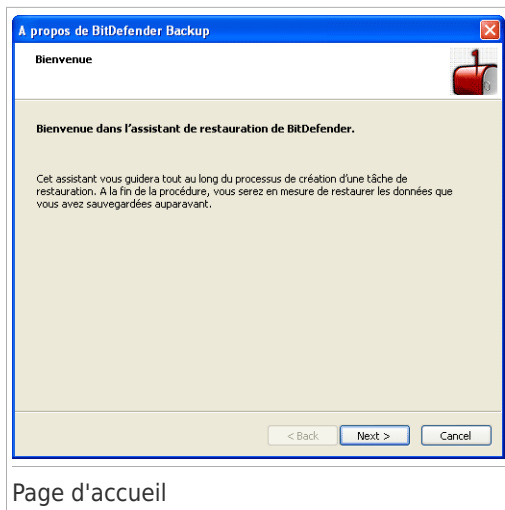 A propos de BitDefender Backup
Bienvenue
Bienvenue dans l'assistant de restauration de BitDefender.
Cet assistant vous guidera tout au long du processus de création d'une tâche de
restauration. A la fin de la procédure, vous serez en mesure de restaurer les données que
vous avez sauvegardées auparavant.
< Back
Next >
Cancel
Page d'accueil